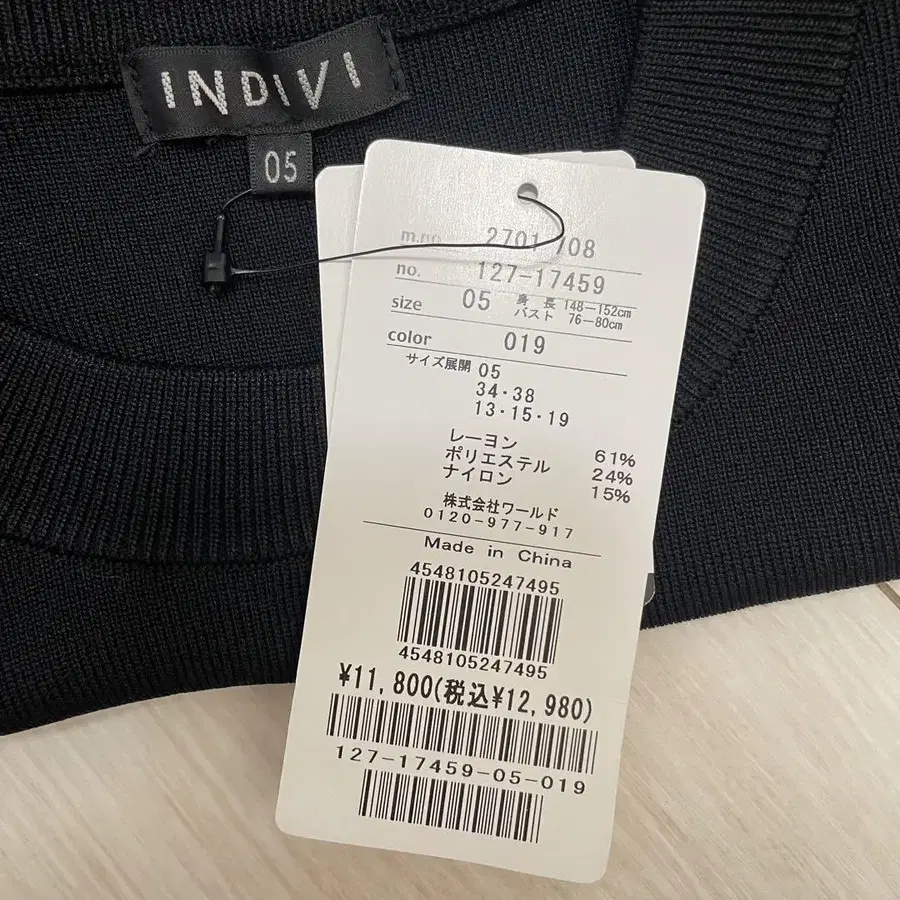 INDIVI
05
m.no. 2701 708
no. 127-17459
size 05 身長 148-152cm
バスト 76-80cm
color 019
サイズ展開 05
34・38
13・15・19
レーヨン 61%
ポリエステル 24%
ナイロン 15%
株式会社ワールド
0120-977-917
Made in China
4548105247495
4548105247495
¥11,800(税込¥12,980)
127-17459-05-019